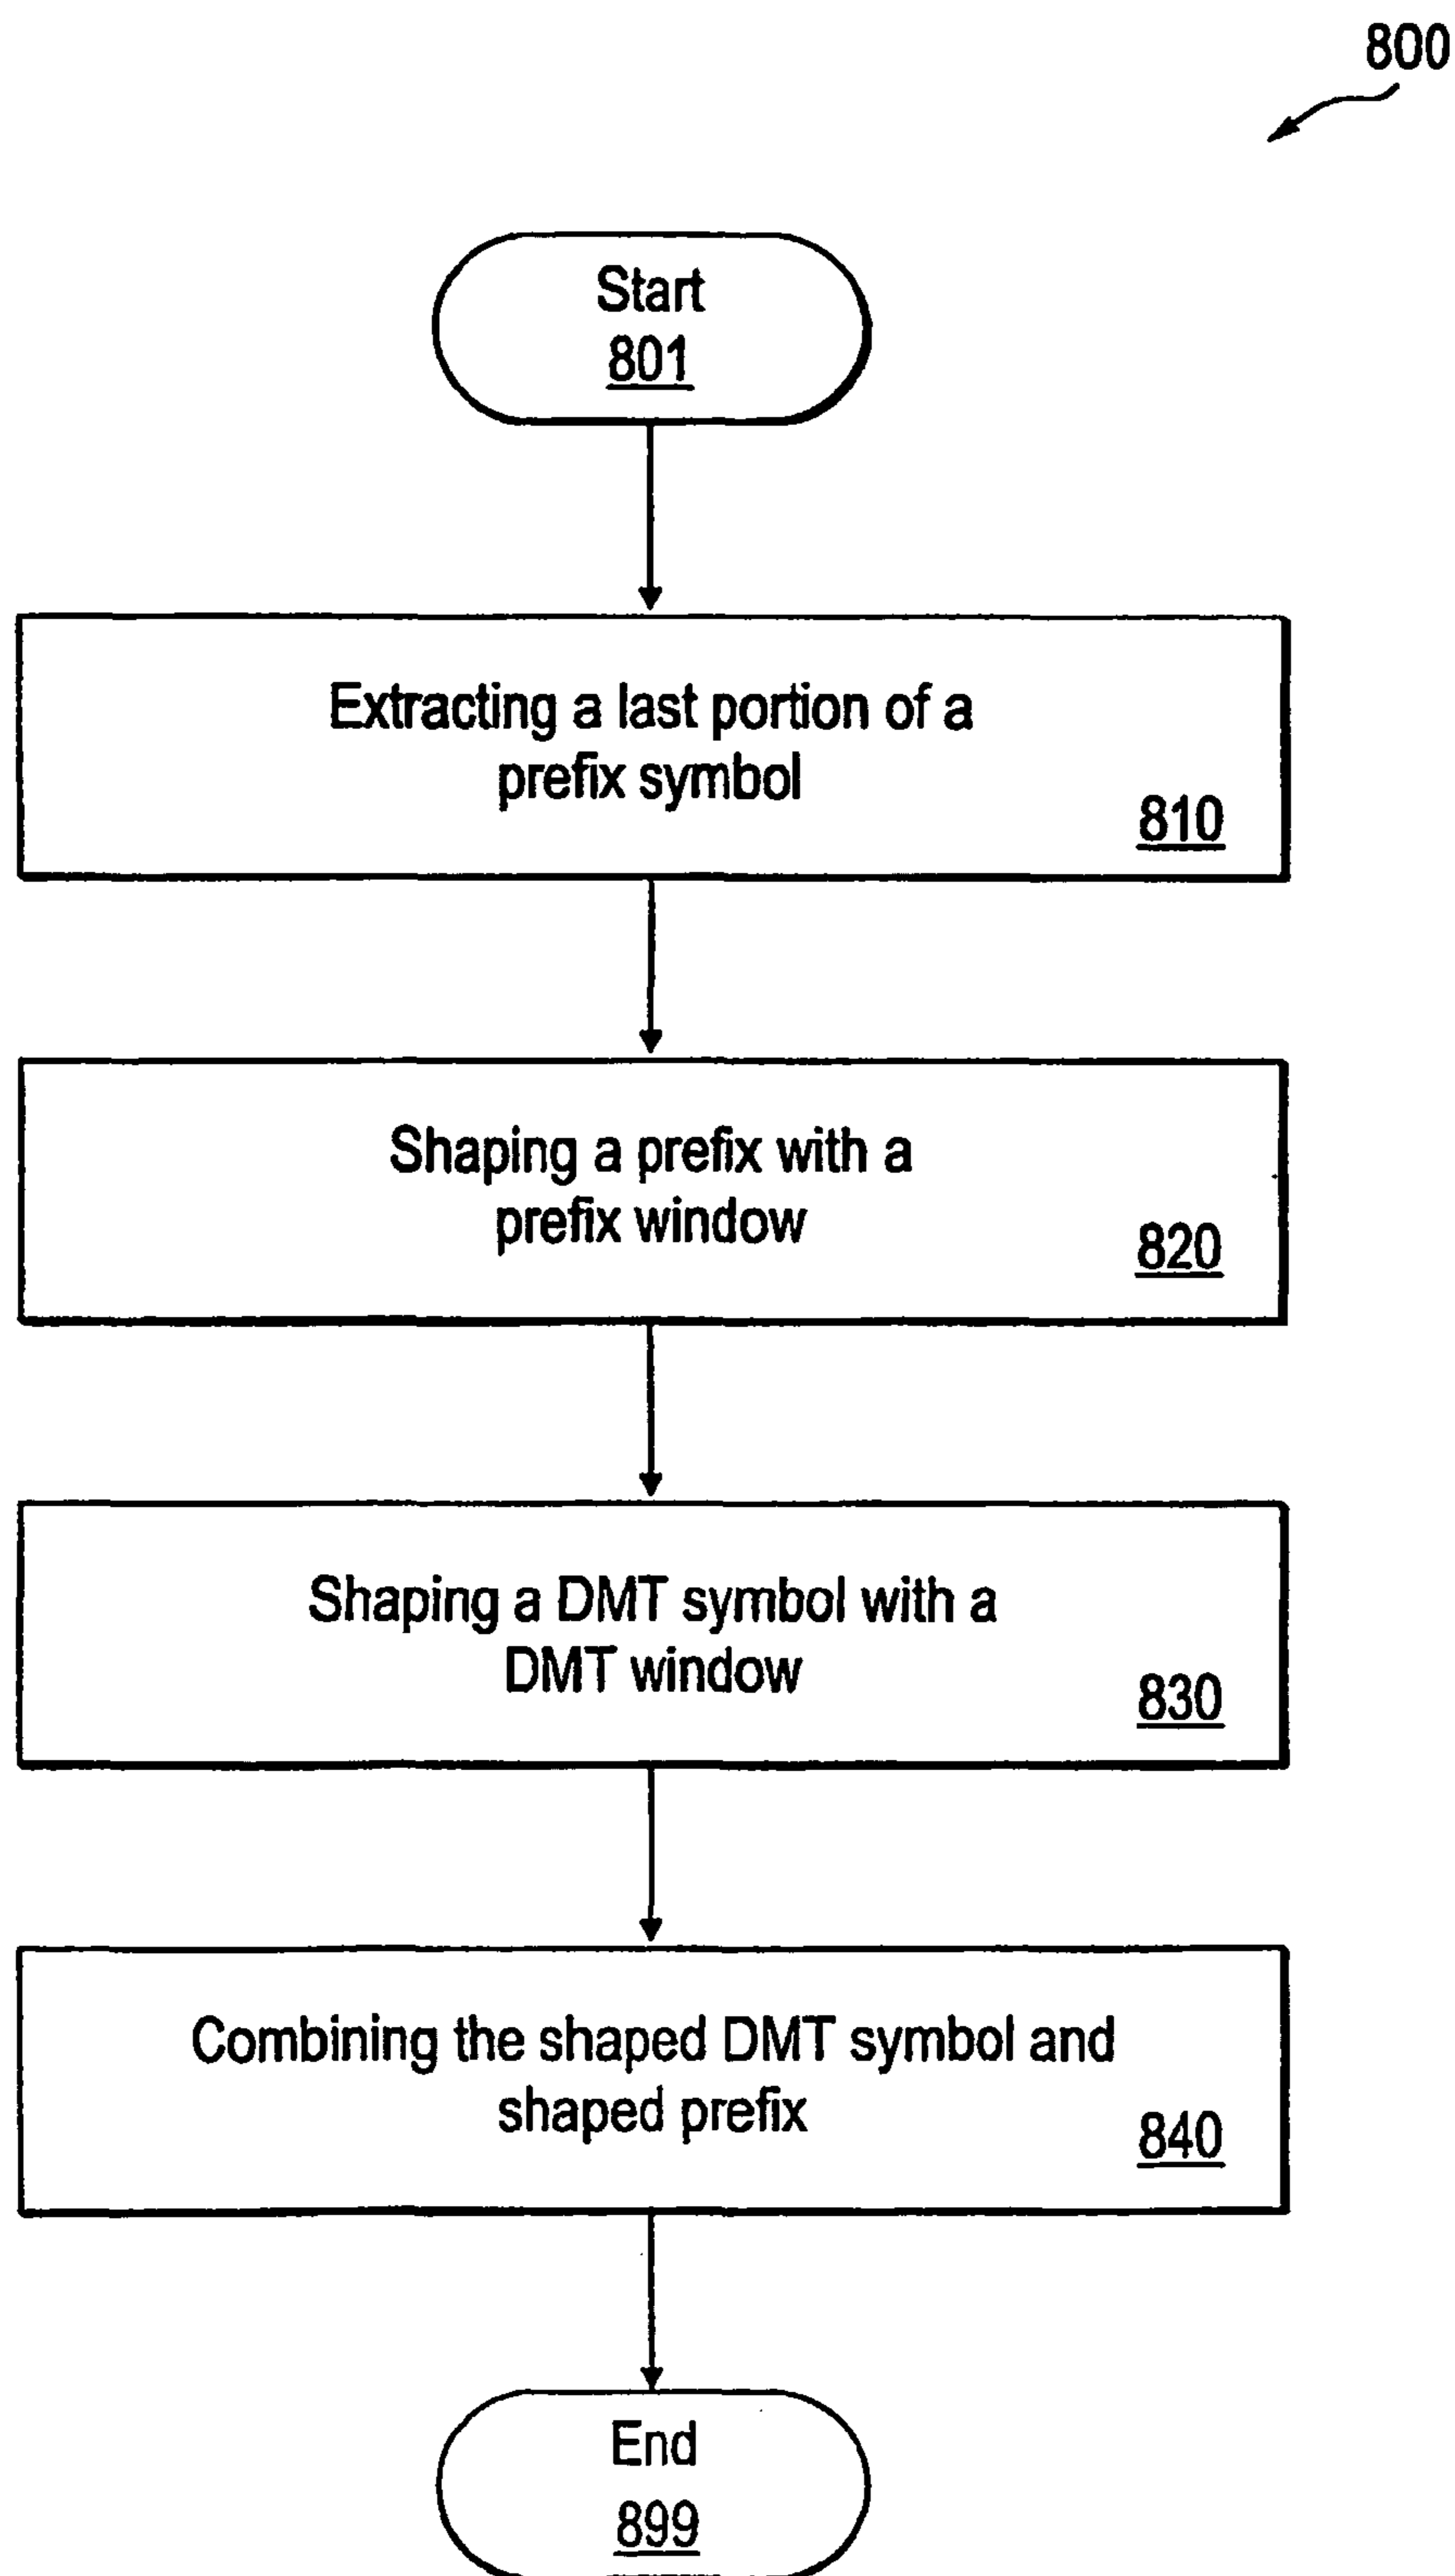 800
Start
801
Extracting a last portion of a
prefix symbol
810
Shaping a prefix with a
prefix window
820
Shaping a DMT symbol with a
DMT window
830
Combining the shaped DMT symbol and
shaped prefix
840
End
899